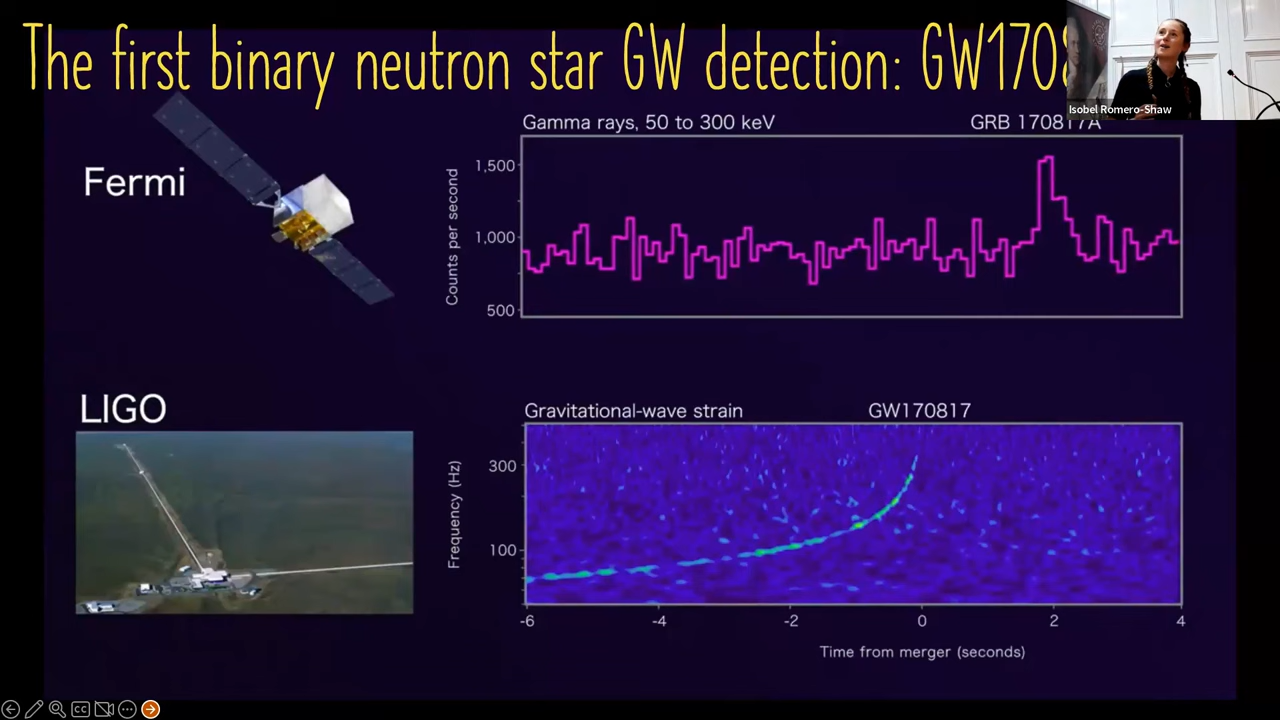 The first binary neutron star GW detection: GW1708
Isobel Romero-Shaw
Fermi
Gamma rays, 50 to 300 keV
GRB 170817A
Counts per second
1,500
1,000
500
LIGO
Gravitational-wave strain
GW170817
Frequency (Hz)
300
100
-6
-4
-2
0
2
4
Time from merger (seconds)
CC